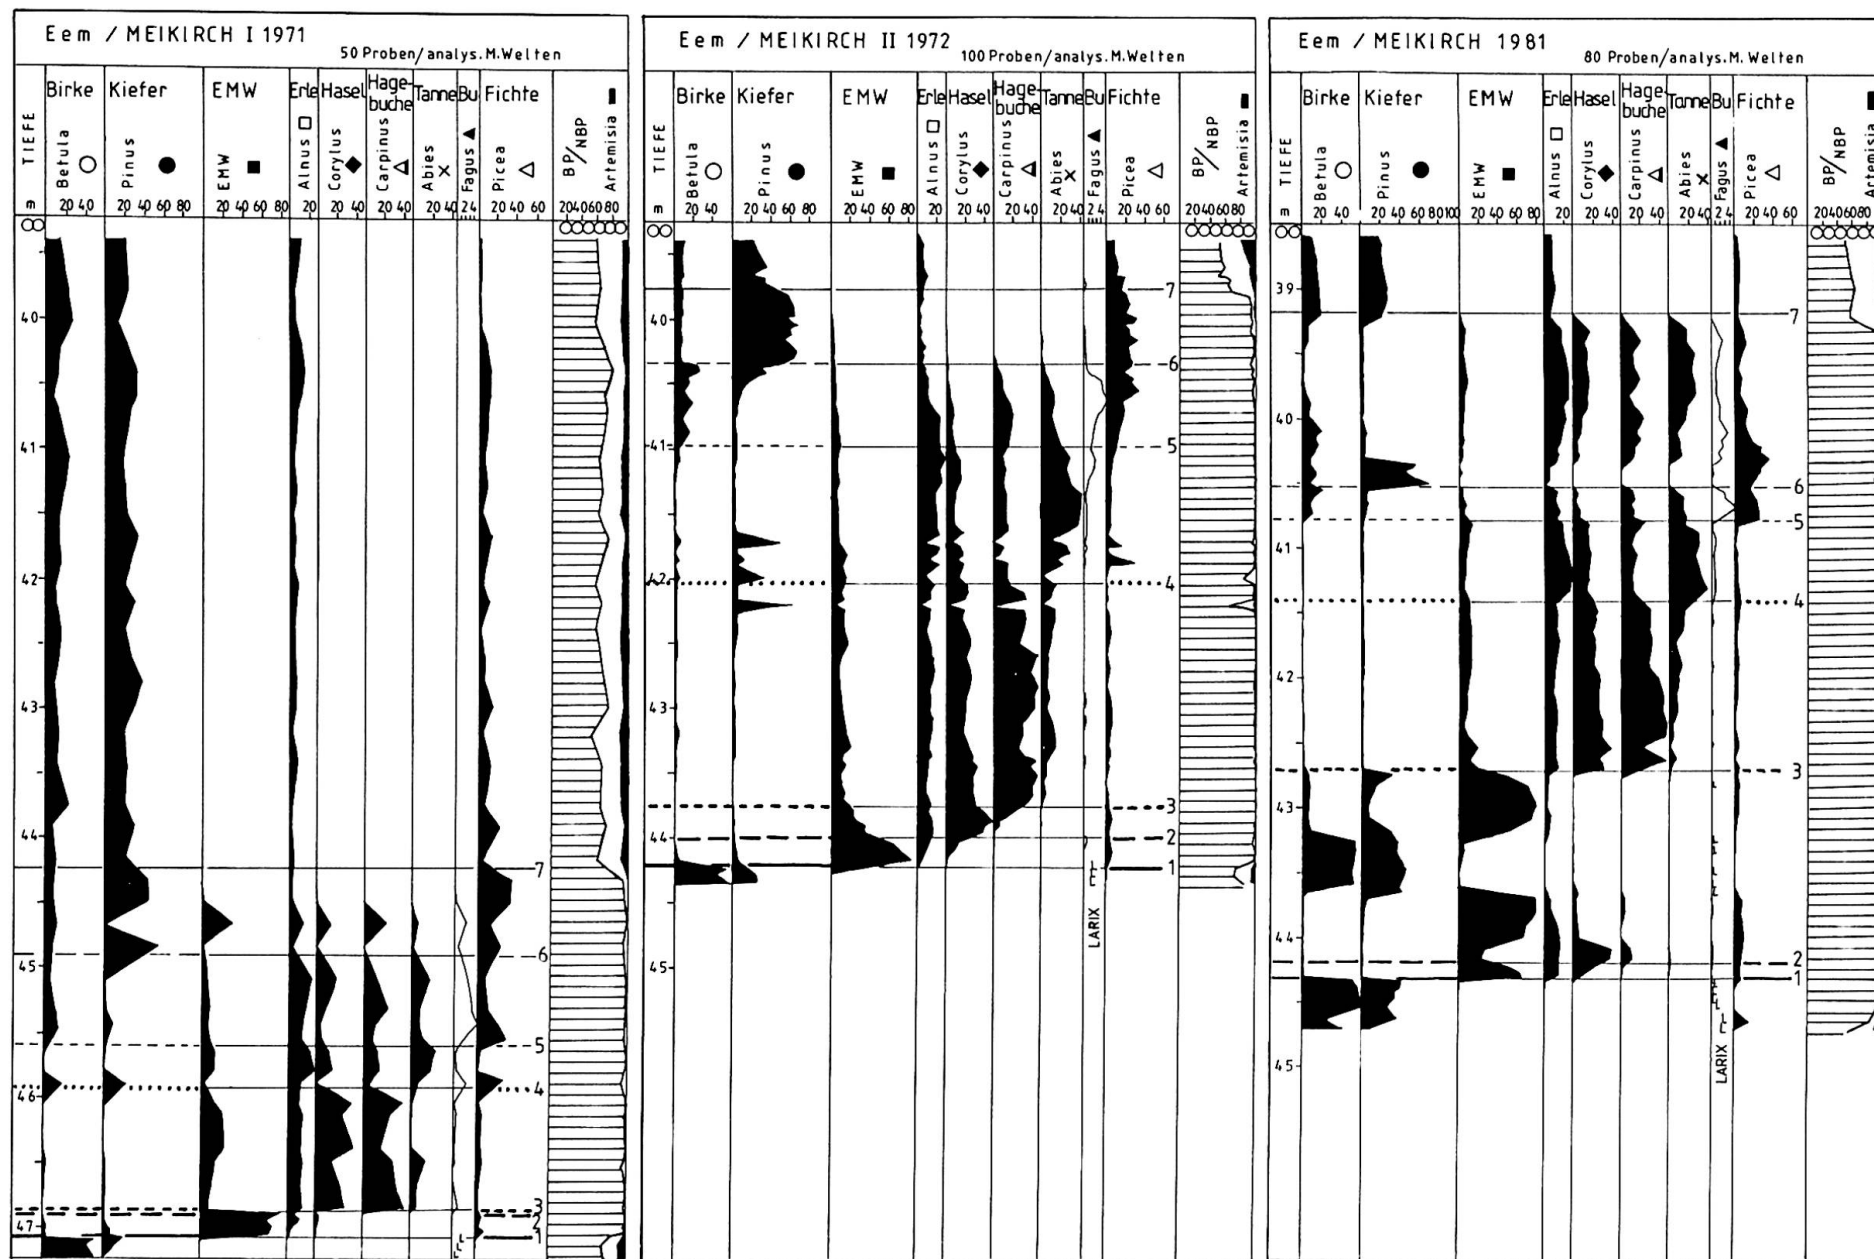 Eem / MEIKIRCH I 1971
50 Proben/analys.M.Welten
Birke Kiefer EMW Erle Hasel Hage-buche Tanne Bu Fichte
TIEFE Betula Pinus EMW Alnus Corylus Carpinus Abies Fagus Picea BP/NBP Artemisia
m 20 40 20 40 60 80 20 40 60 80 20 20 40 20 40 20 40 2 4 20 40 60 20 40 60 80
40
41
42
43
44
7
45
6
5
46
4
3
2
47
1
Eem / MEIKIRCH II 1972
100 Proben/analys.M.Welten
Birke Kiefer EMW Erle Hasel Hage-buche Tanne Bu Fichte
TIEFE Betula Pinus EMW Alnus Corylus Carpinus Abies Fagus Picea BP/NBP Artemisia
m 20 40 20 40 60 80 20 40 60 80 20 20 40 20 40 20 40 2 4 20 40 60 20 40 60 80
7
40
6
41
5
42
4
43
3
44
2
1
LARIX
45
Eem / MEIKIRCH 1981
80 Proben/analys.M. Welten
Birke Kiefer EMW Erle Hasel Hage-buche Tanne Bu Fichte
TIEFE Betula Pinus EMW Alnus Corylus Carpinus Abies Fagus Picea BP/NBP Artemisia
m 20 40 20 40 60 80 100 20 40 60 80 20 20 40 20 40 20 40 2 4 20 40 60 20 40 60 80
39
7
40
6
5
41
4
42
3
43
44
2
1
45
LARIX